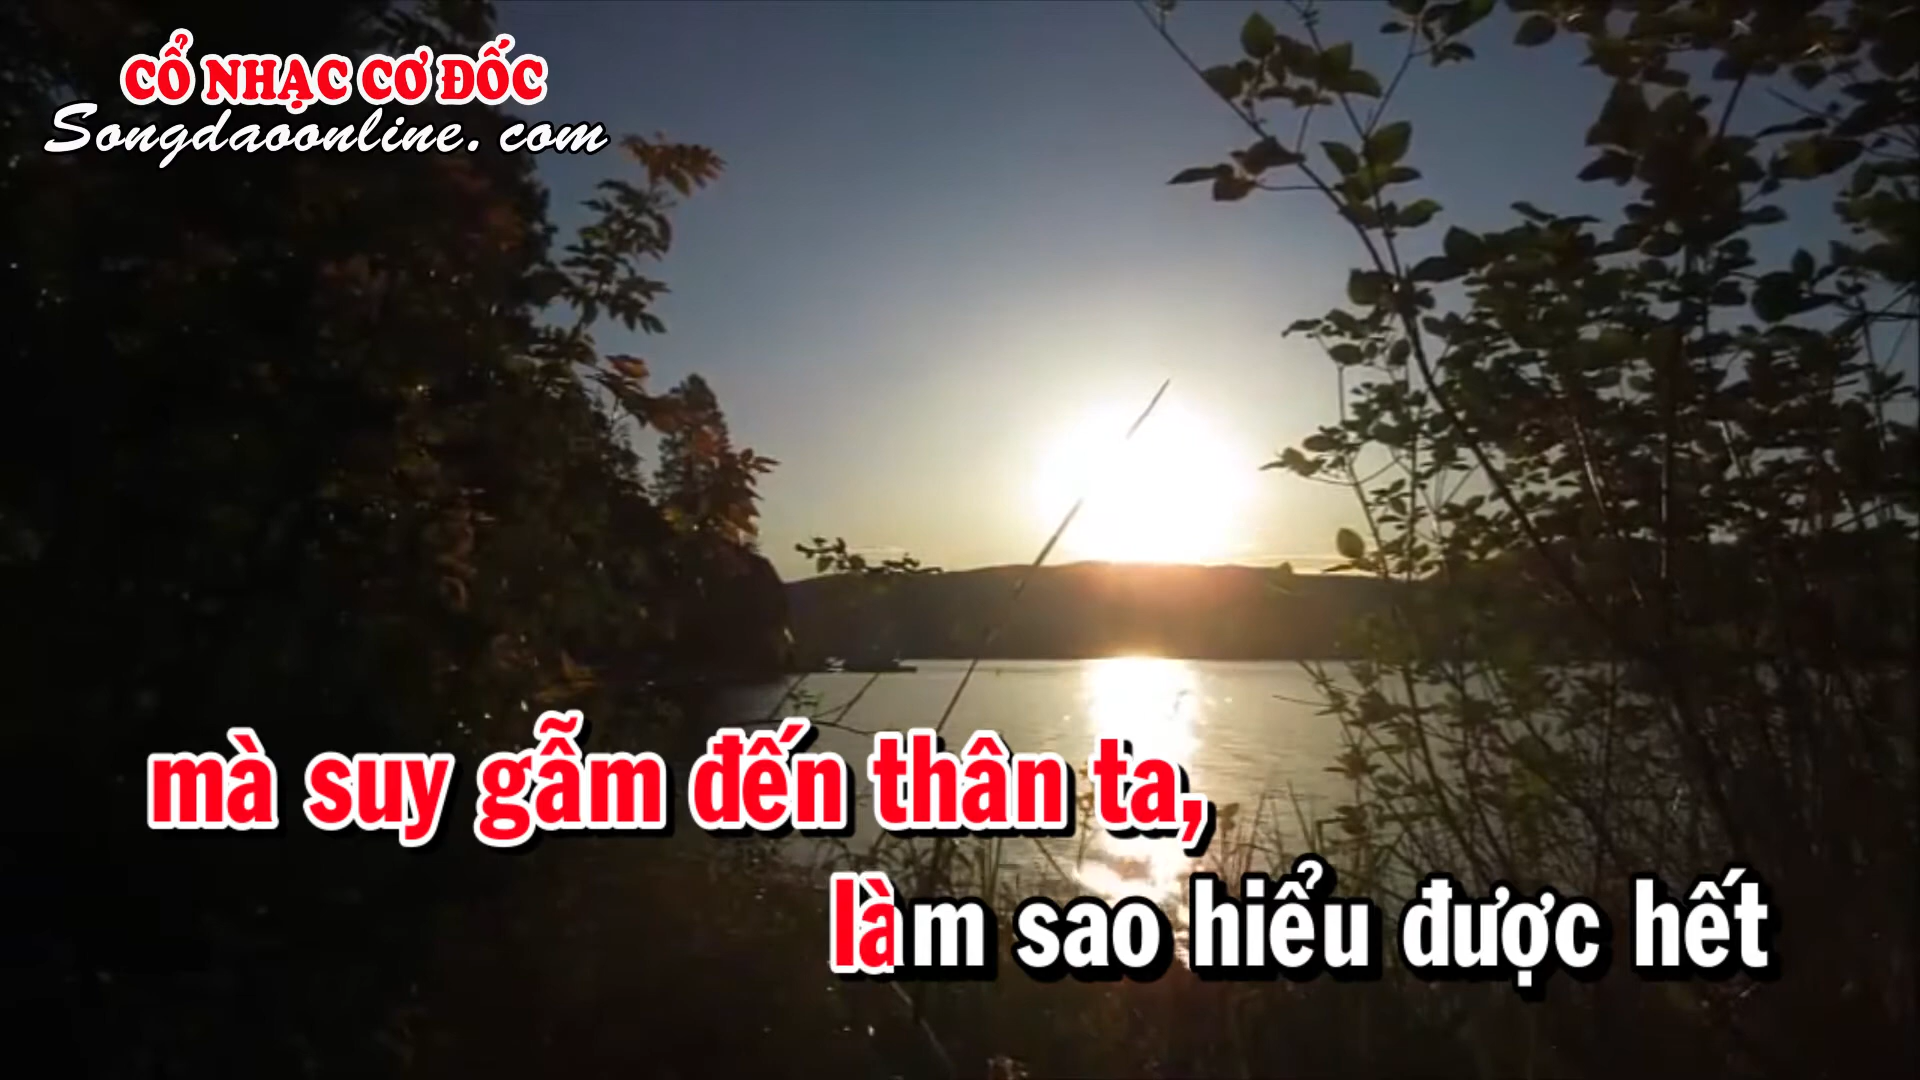 CỔ NHẠC CƠ ĐỐC
Songdaoonline. com
mà suy gẫm đến thân ta,
làm sao hiểu được hết